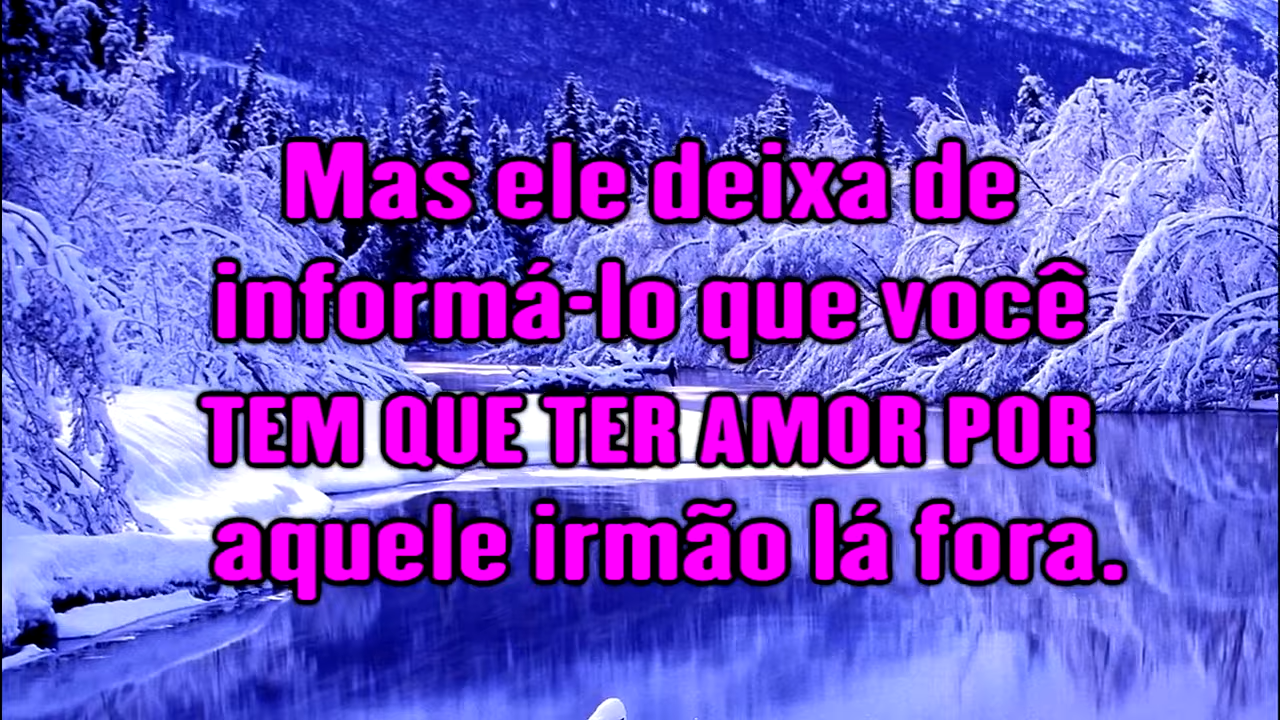 Mas ele deixa de
informá-lo que você
TEM QUE TER AMOR POR
aquele irmão lá fora.